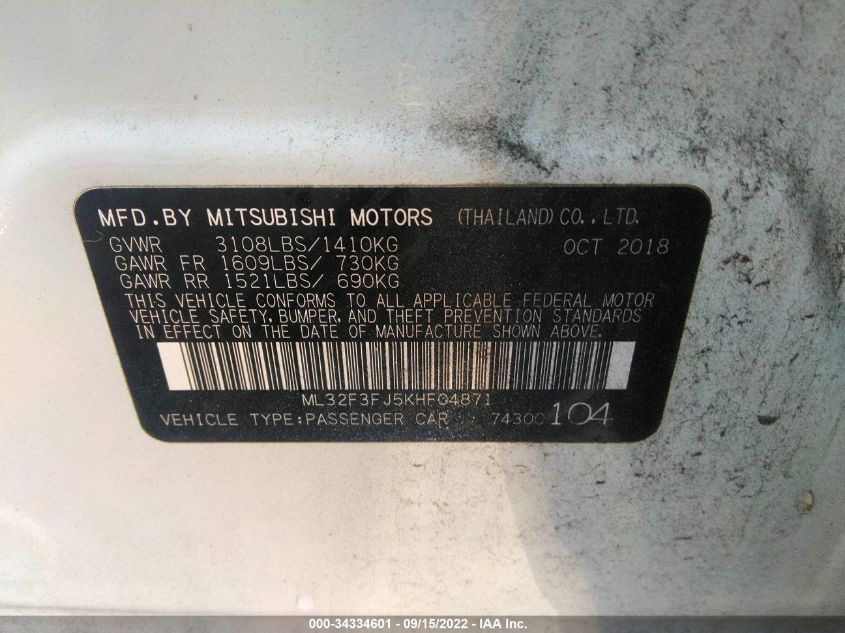 MFD.BY MITSUBISHI MOTORS (THAILAND) CO.,LTD.
GVWR 3108LBS/1410KG OCT 2018
GAWR FR 1609LBS/ 730KG
GAWR RR 1521LBS/ 690KG
THIS VEHICLE CONFORMS TO ALL APPLICABLE FEDERAL MOTOR
VEHICLE SAFETY, BUMPER, AND THEFT PREVENTION STANDARDS
IN EFFECT ON THE DATE OF MANUFACTURE SHOWN ABOVE.
ML32F3FJ5KHF04871
VEHICLE TYPE:PASSENGER CAR 7430C 104
000-34334601 - 09/15/2022 - IAA Inc.